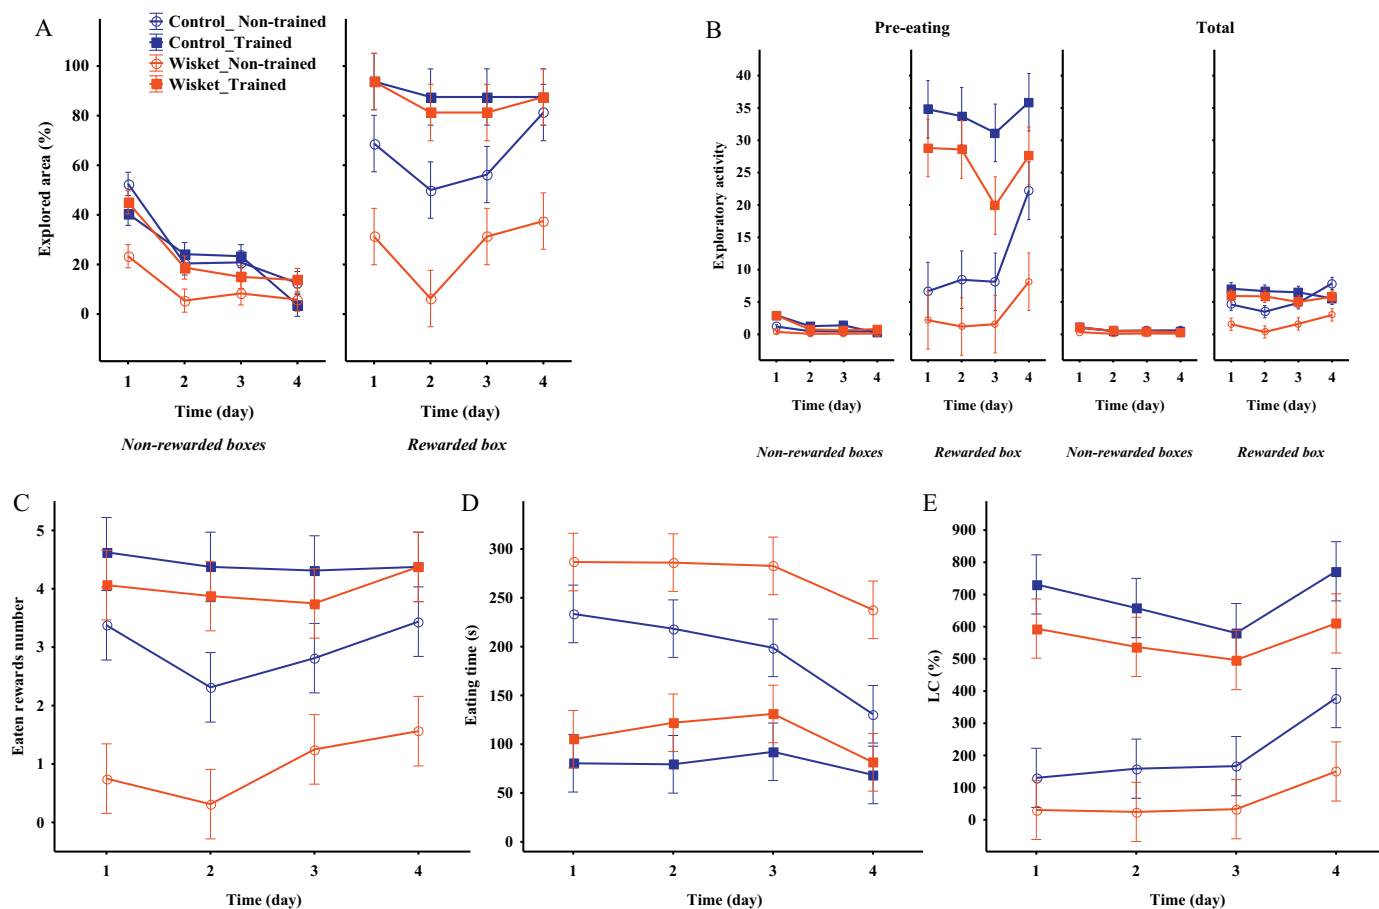 A
Control_Non-trained
Control_Trained
Wisket_Non-trained
Wisket_Trained
Explored area (%)
100
80
60
40
20
0
1 2 3 4
1 2 3 4
Time (day)
Time (day)
Non-rewarded boxes
Rewarded box
B
Pre-eating
Total
Exploratory activity
40
35
30
25
20
15
10
5
0
1 2 3 4
1 2 3 4
1 2 3 4
1 2 3 4
Time (day)
Time (day)
Time (day)
Time (day)
Non-rewarded boxes
Rewarded box
Non-rewarded boxes
Rewarded box
C
Eaten rewards number
5
4
3
2
1
0
1 2 3 4
Time (day)
D
Eating time (s)
300
250
200
150
100
50
0
1 2 3 4
Time (day)
E
LC (%)
900
800
700
600
500
400
300
200
100
0
1 2 3 4
Time (day)